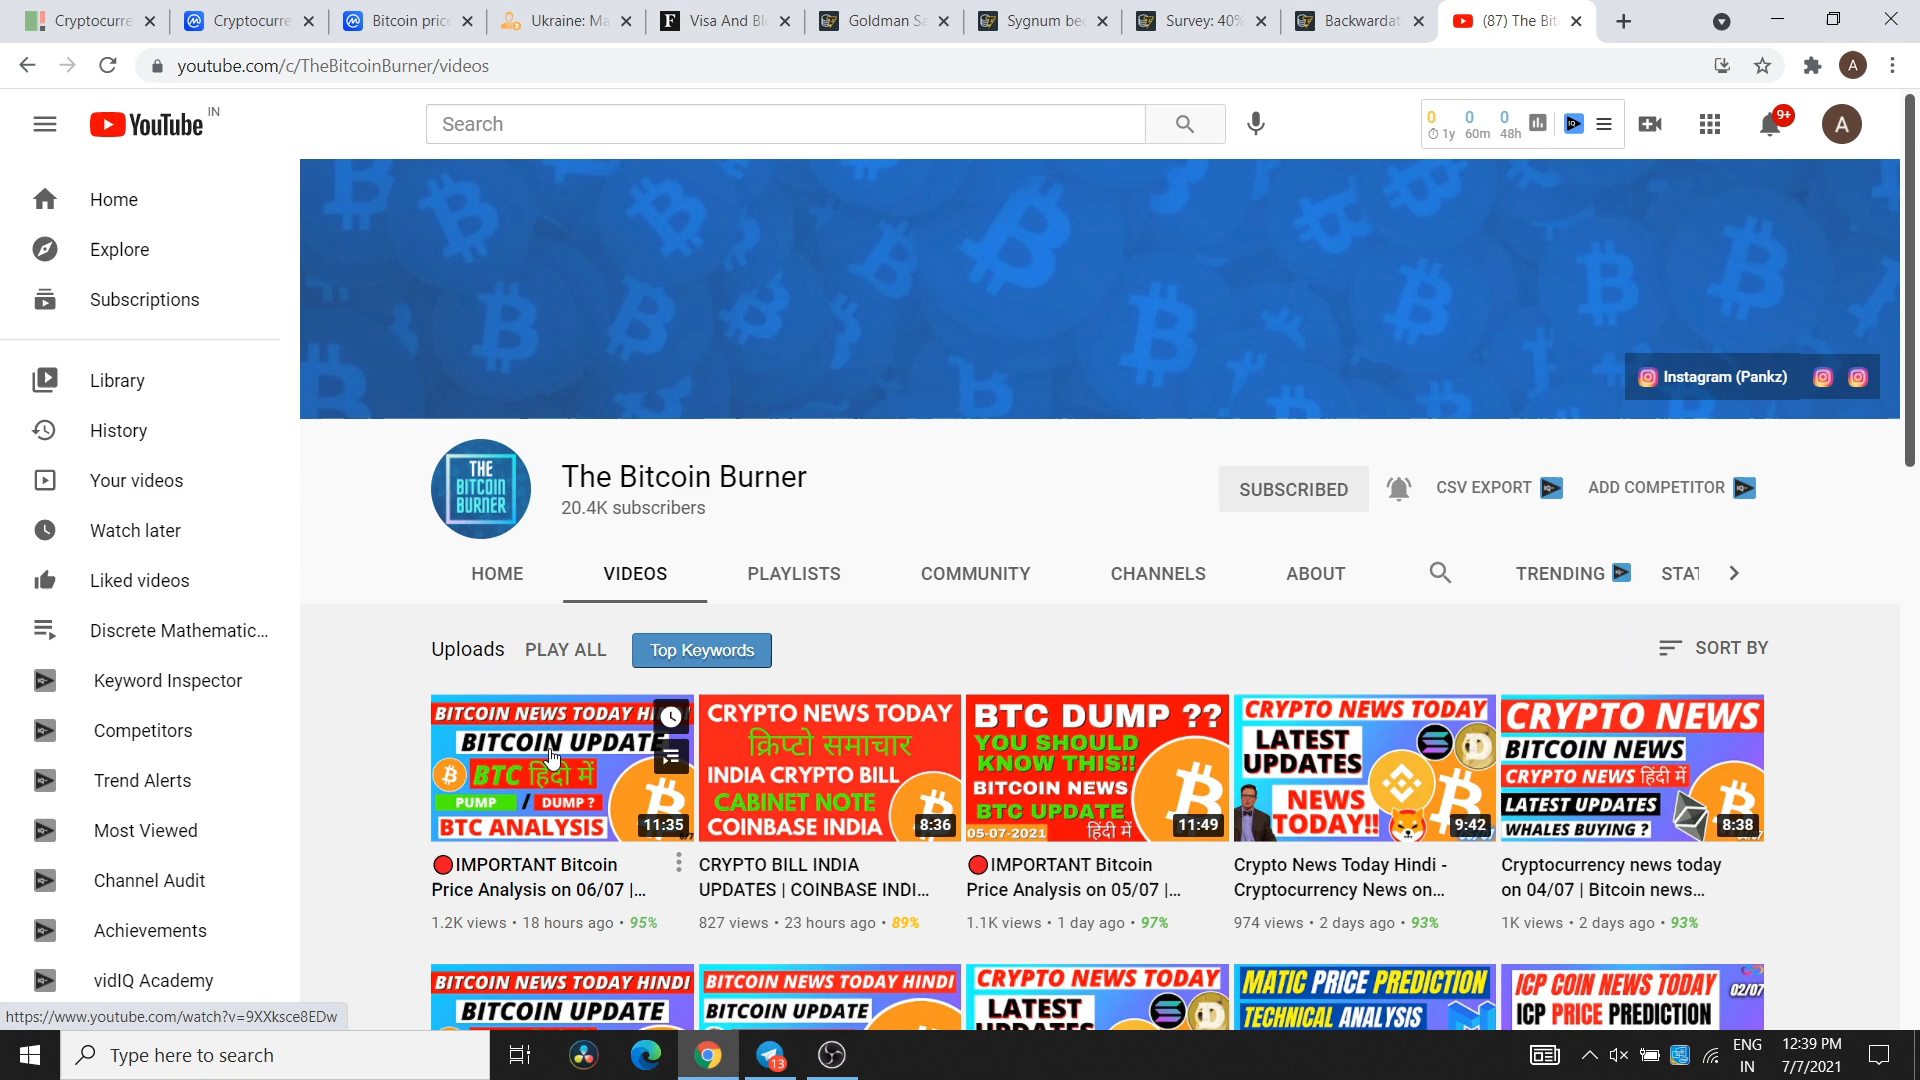 Cryptocurre
Cryptocurre
Bitcoin price
Ukraine: Ma
Visa And Blo
Goldman Sa
Sygnum bec
Survey: 40%
Backwardat
(87) The Bit
youtube.com/c/TheBitcoinBurner/videos
A
YouTube IN
Search
0 0 0
1y 60m 48h
9+
A
Home
Explore
Subscriptions
Library
History
Your videos
Watch later
Liked videos
Discrete Mathematic...
Keyword Inspector
Competitors
Trend Alerts
Most Viewed
Channel Audit
Achievements
vidIQ Academy
Instagram (Pankz)
THE
BITCOIN
BURNER
The Bitcoin Burner
20.4K subscribers
SUBSCRIBED
CSV EXPORT
ADD COMPETITOR
HOME VIDEOS PLAYLISTS COMMUNITY CHANNELS ABOUT TRENDING STAT
Uploads PLAY ALL Top Keywords SORT BY
BITCOIN NEWS TODAY HI
BITCOIN UPDATE
BTC हिंदी में
PUMP / DUMP ?
BTC ANALYSIS
11:35
IMPORTANT Bitcoin
Price Analysis on 06/07 |...
1.2K views • 18 hours ago • 95%
CRYPTO NEWS TODAY
क्रिप्टो समाचार
INDIA CRYPTO BILL
CABINET NOTE
COINBASE INDIA
8:36
CRYPTO BILL INDIA
UPDATES | COINBASE INDI...
827 views • 23 hours ago • 89%
BTC DUMP ??
YOU SHOULD
KNOW THIS!!
BITCOIN NEWS
BTC UPDATE
05-07-2021 हिंदी में
11:49
IMPORTANT Bitcoin
Price Analysis on 05/07 |...
1.1K views • 1 day ago • 97%
CRYPTO NEWS TODAY
LATEST
UPDATES
NEWS
TODAY!!
9:42
Crypto News Today Hindi -
Cryptocurrency News on...
974 views • 2 days ago • 93%
CRYPTO NEWS
BITCOIN NEWS
CRYPTO NEWS हिंदी में
LATEST UPDATES
WHALES BUYING ?
8:38
Cryptocurrency news today
on 04/07 | Bitcoin news...
1K views • 2 days ago • 93%
BITCOIN NEWS TODAY HINDI
BITCOIN UPDATE
BITCOIN NEWS TODAY HINDI
BITCOIN UPDATE
CRYPTO NEWS TODAY
LATEST
UPDATES
MATIC PRICE PREDICTION
TECHNICAL ANALYSIS
ICP COIN NEWS TODAY
ICP PRICE PREDICTION
02/07
https://www.youtube.com/watch?v=9XXksce8EDw
Type here to search
13
ENG
IN
12:39 PM
7/7/2021